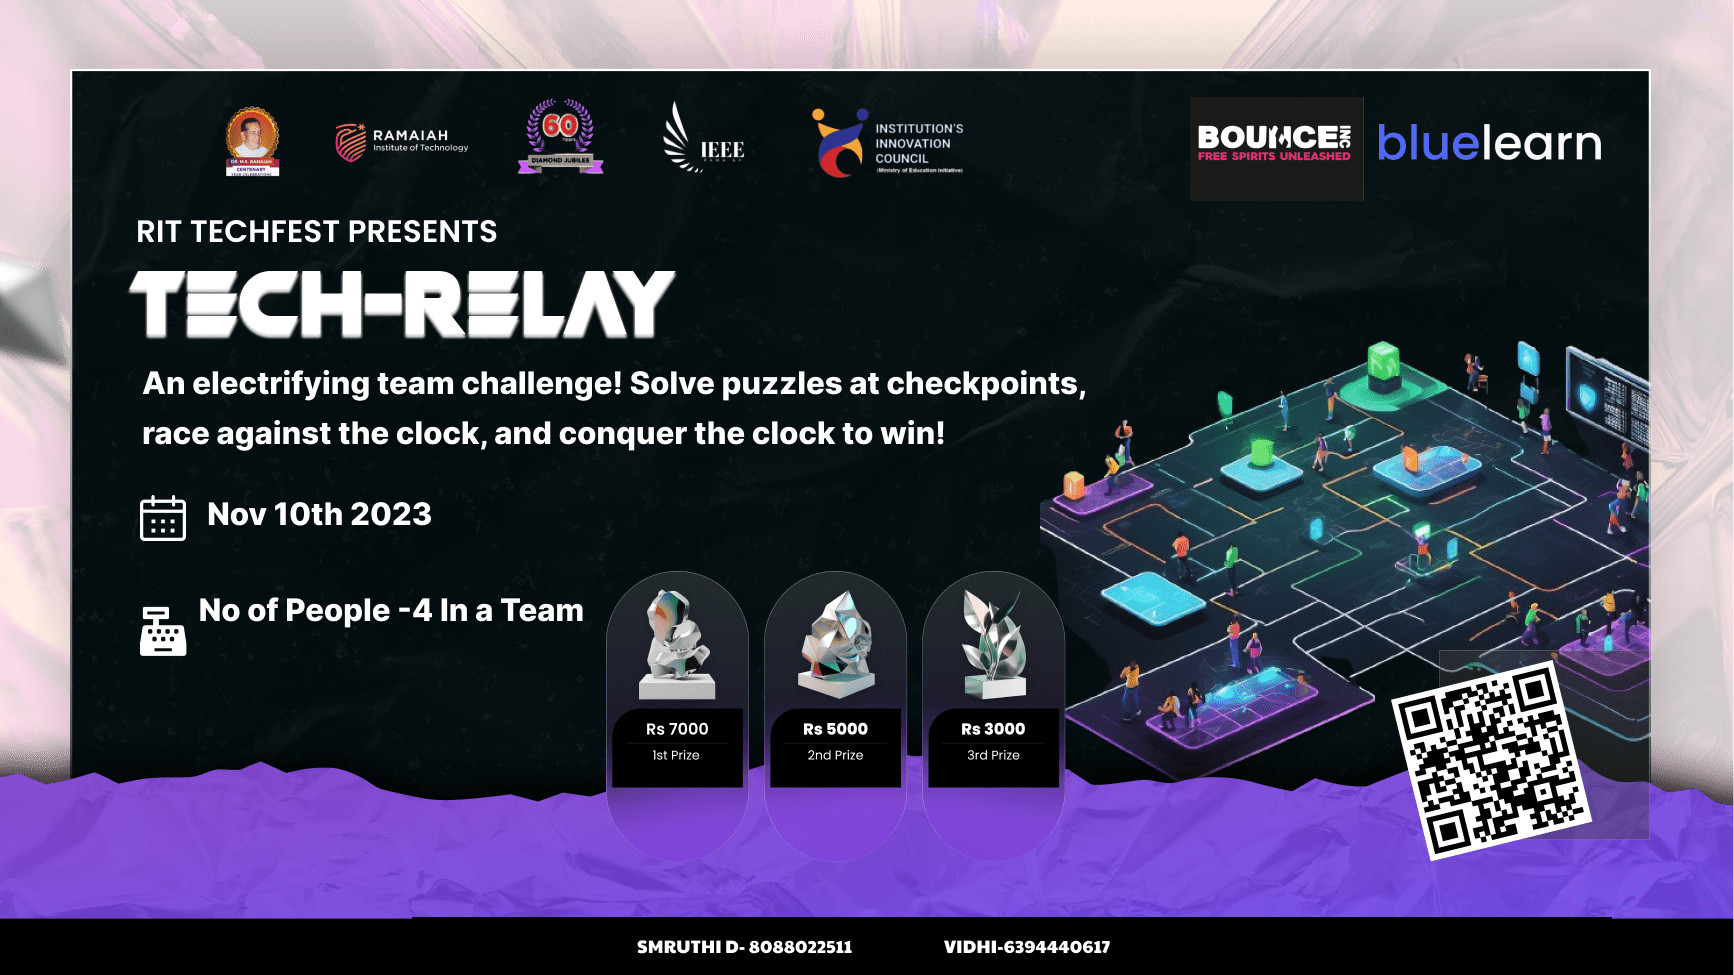 DR. M.S. RAMAIAH
CENTENARY
YEAR CELEBRATIONS
RAMAIAH
Institute of Technology
60
Years
DIAMOND JUBILEE
IEEE
RAMAIAH
INSTITUTION'S
INNOVATION
COUNCIL
(Ministry of Education Initiative)
BOUNCE INC
FREE SPIRITS UNLEASHED
bluelearn
RIT TECHFEST PRESENTS
TECH-RELAY
An electrifying team challenge! Solve puzzles at checkpoints,
race against the clock, and conquer the clock to win!
Nov 10th 2023
No of People -4 In a Team
Rs 7000
1st Prize
Rs 5000
2nd Prize
Rs 3000
3rd Prize
SMRUTHI D- 8088022511
VIDHI-6394440617